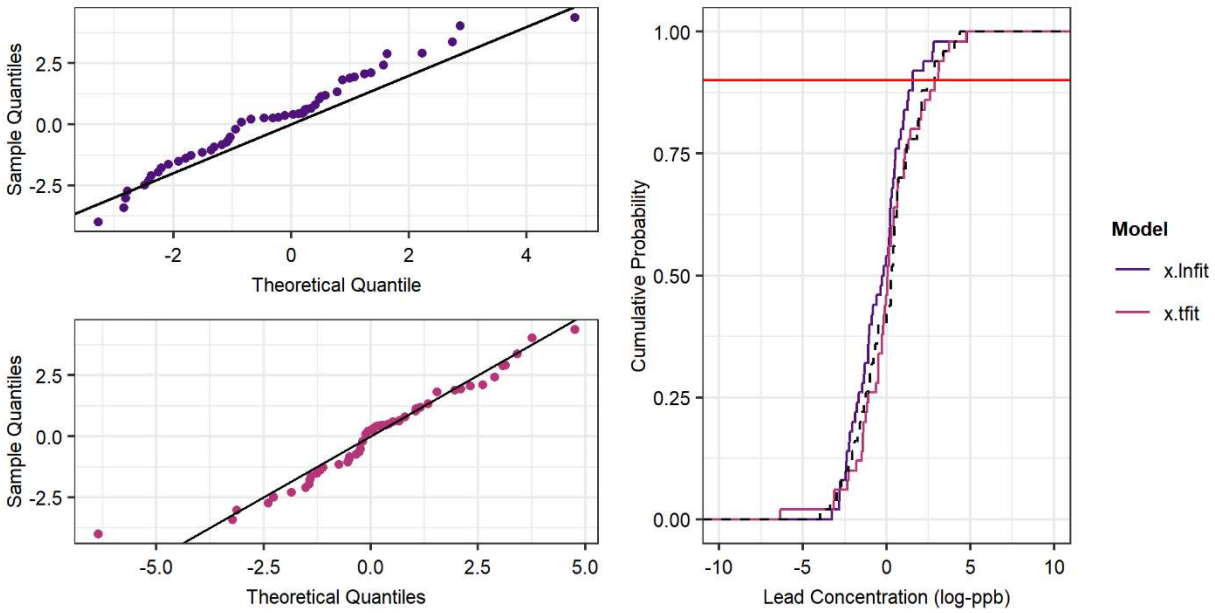 Sample Quantiles
2.5
0.0
-2.5
-2
0
2
4
Theoretical Quantile
Sample Quantiles
2.5
0.0
-2.5
-5.0
-2.5
0.0
2.5
5.0
Theoretical Quantiles
Cumulative Probability
1.00
0.75
0.50
0.25
0.00
-10
-5
0
5
10
Lead Concentration (log-ppb)
Model
x.lnfit
x.tfit